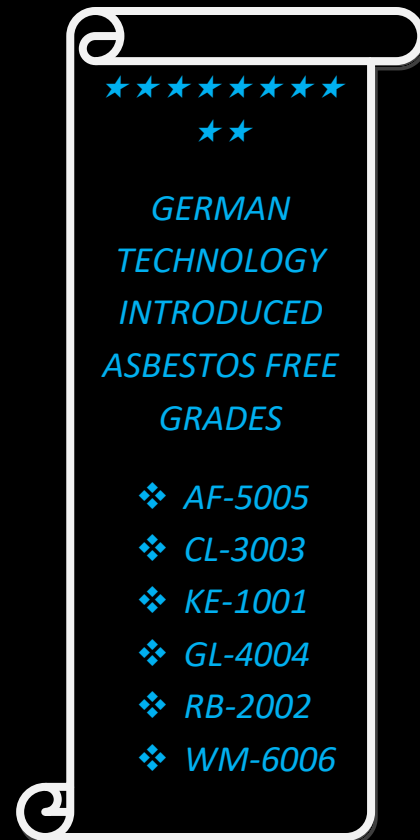 ★★★★★★★★
★★
GERMAN
TECHNOLOGY
INTRODUCED
ASBESTOS FREE
GRADES
❖ AF-5005
❖ CL-3003
❖ KE-1001
❖ GL-4004
❖ RB-2002
❖ WM-6006